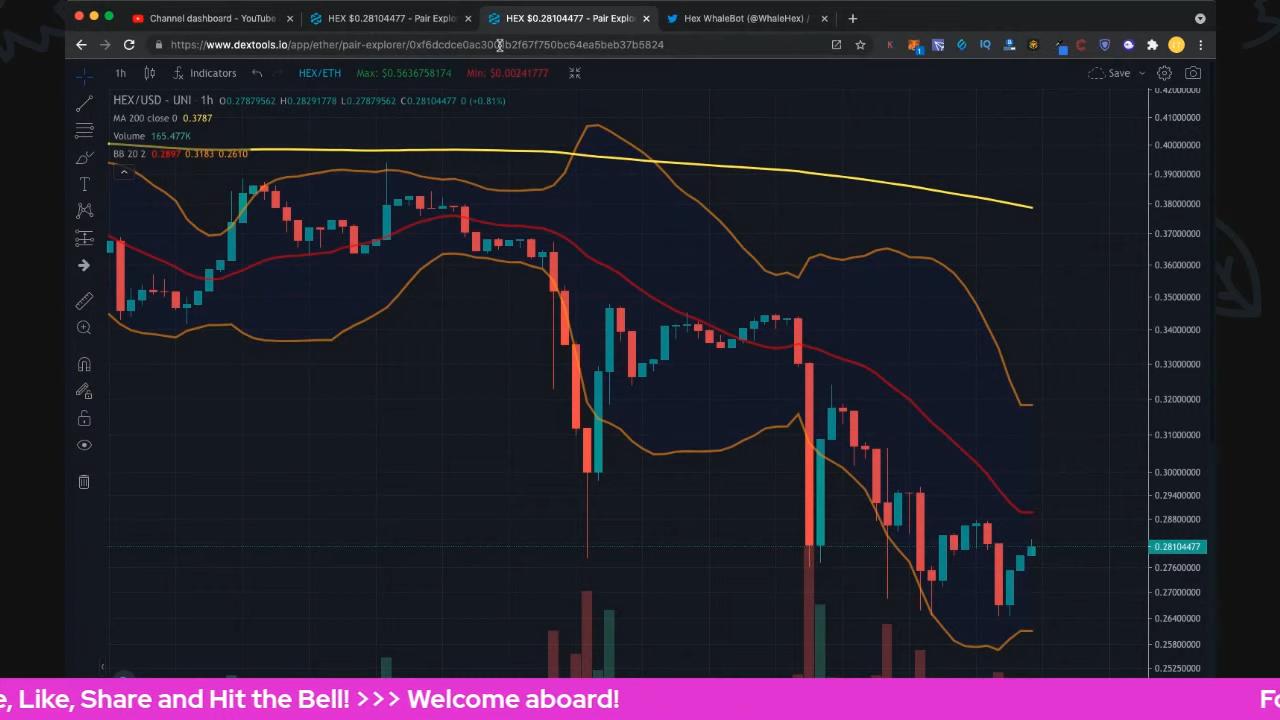 Channel dashboard - YouTube
HEX $0.28104477 - Pair Explo
HEX $0.28104477 - Pair Explo
Hex WhaleBot (@WhaleHex) /
https://www.dextools.io/app/ether/pair-explorer/
1h
Indicators
HEX/ETH
Max: $0.5636758174
Min: $0.00241777
Save
HEX/USD - UNI · 1h O0.27879562 H0.28291778 L0.27879562 C0.28104477 0 (+0.81%)
MA 200 close 0 0.3787
Volume 165.477K
BB 20 2 0.2897 0.3183 0.2610
0.42000000
0.41000000
0.40000000
0.39000000
0.38000000
0.37000000
0.36000000
0.35000000
0.34000000
0.33000000
0.32000000
0.31000000
0.30000000
0.29400000
0.28800000
0.28104477
0.27600000
0.27000000
0.26400000
0.25800000
0.25250000
e, Like, Share and Hit the Bell! >>> Welcome aboard!
Fo